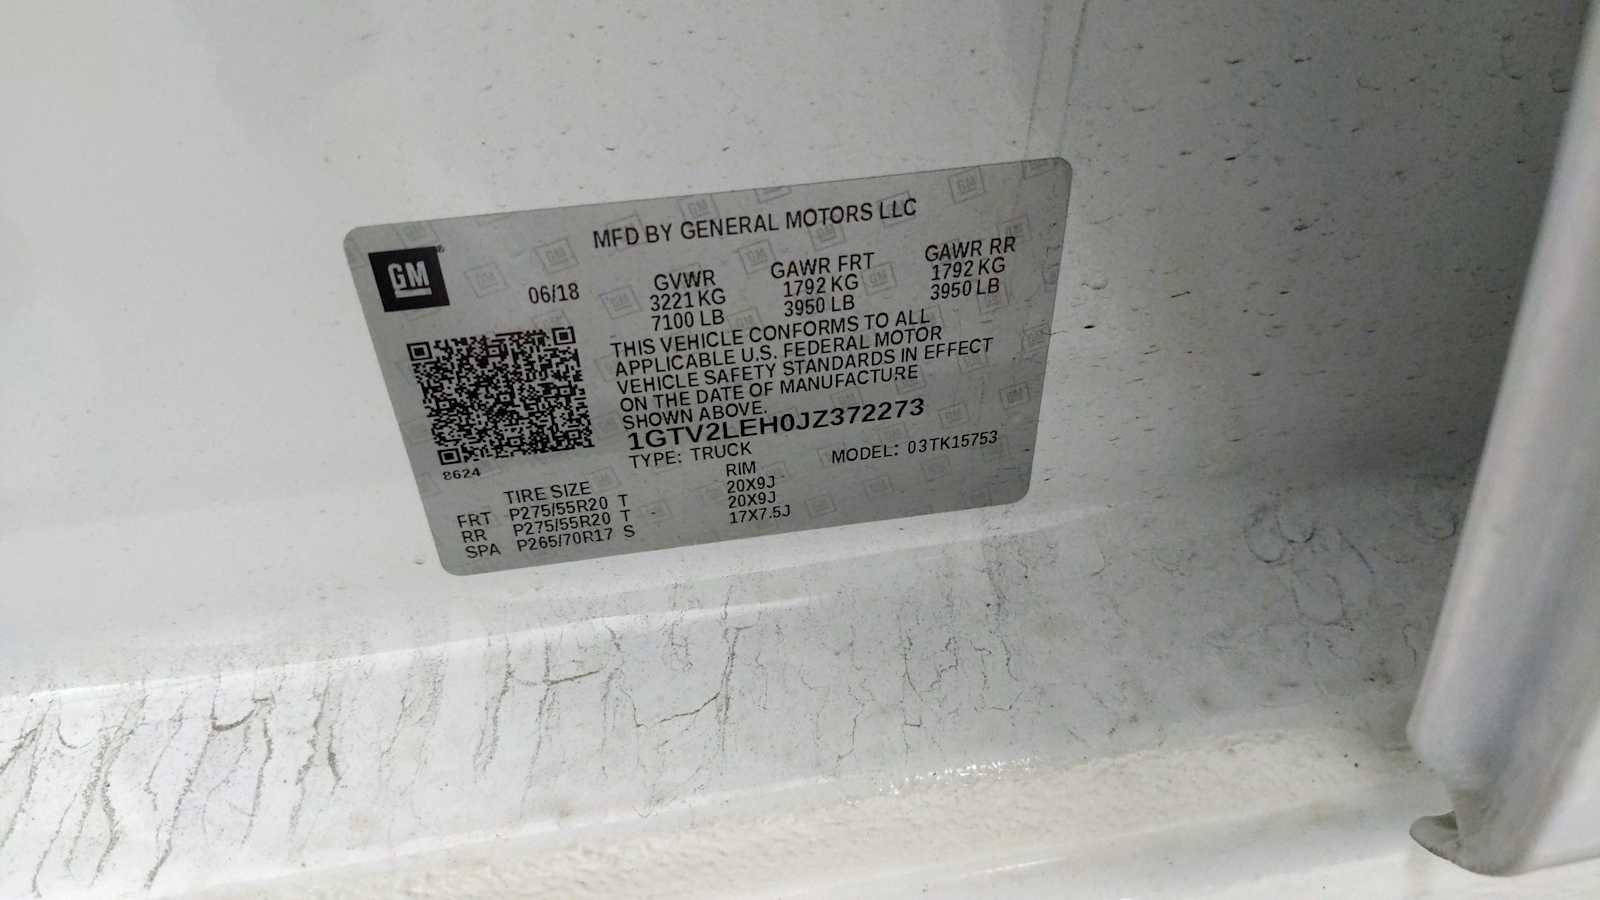 MFD BY GENERAL MOTORS LLC
GM
06/18
GVWR GAWR FRT GAWR RR
3221 KG 1792 KG 1792 KG
7100 LB 3950 LB 3950 LB
THIS VEHICLE CONFORMS TO ALL
APPLICABLE U.S. FEDERAL MOTOR
VEHICLE SAFETY STANDARDS IN EFFECT
ON THE DATE OF MANUFACTURE
SHOWN ABOVE.
1GTV2LEH0JZ372273
TYPE: TRUCK MODEL: 03TK15753
8624
TIRE SIZE RIM
FRT P275/55R20 T 20X9J
RR P275/55R20 T 20X9J
SPA P265/70R17 S 17X7.5J